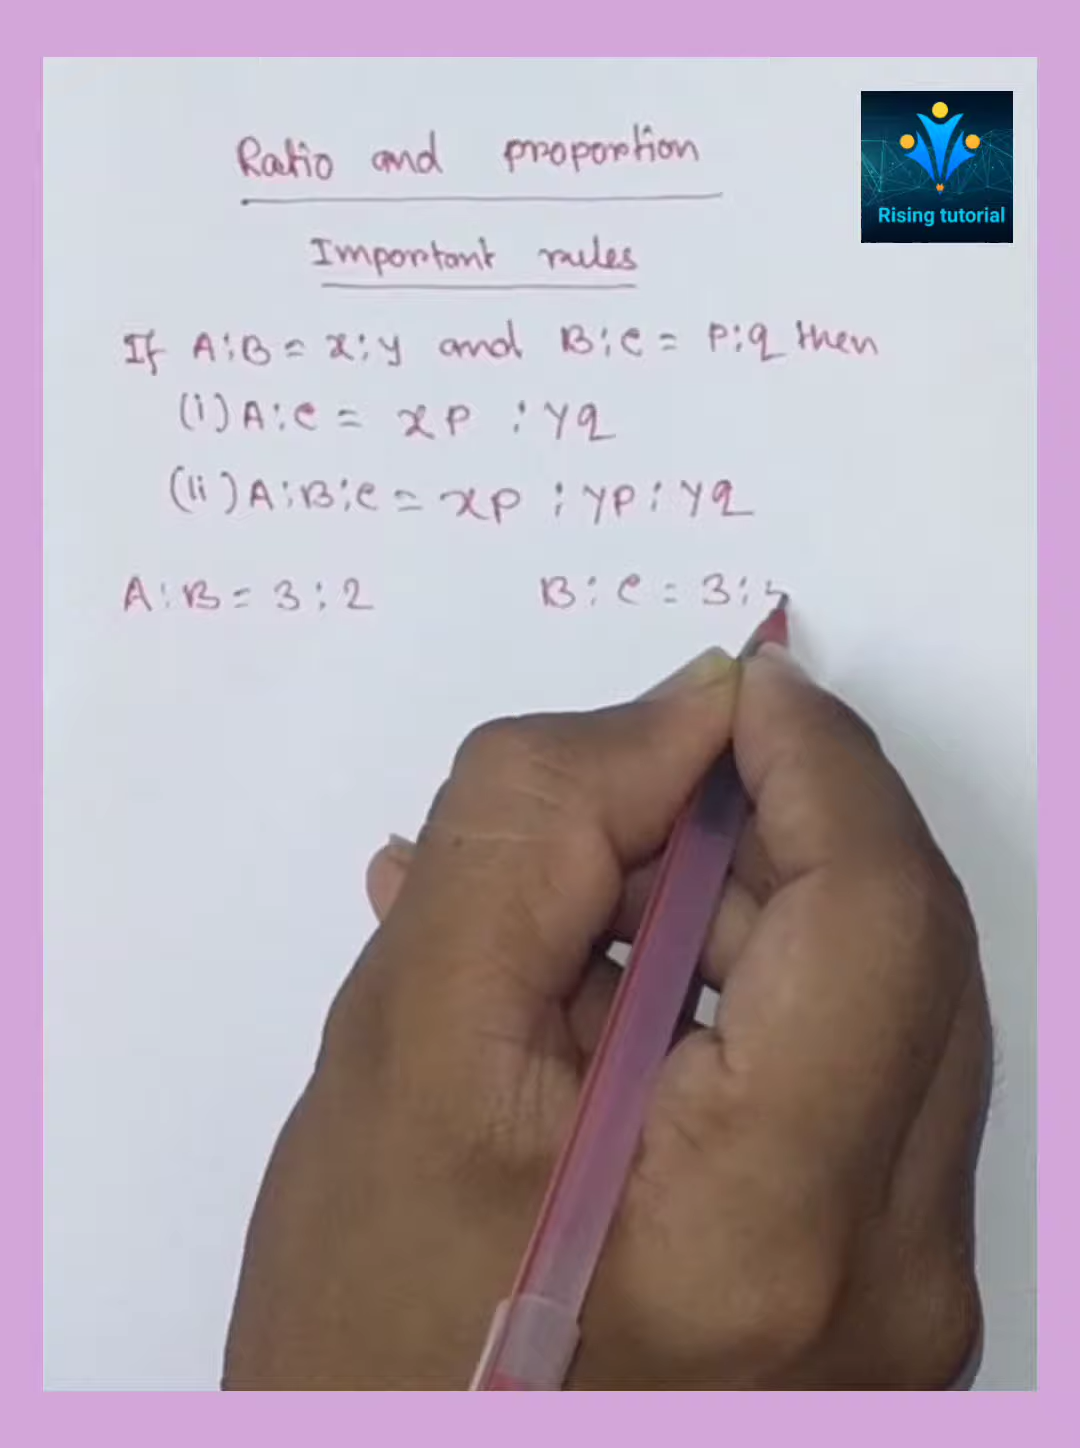 Ratio and proportion
Rising tutorial
Important rules
If A:B = x:y and B:C = P:q then
(i) A:C = xP : yq
(ii) A:B:C = xP : yP : yq
A:B = 3:2 B:C = 3: